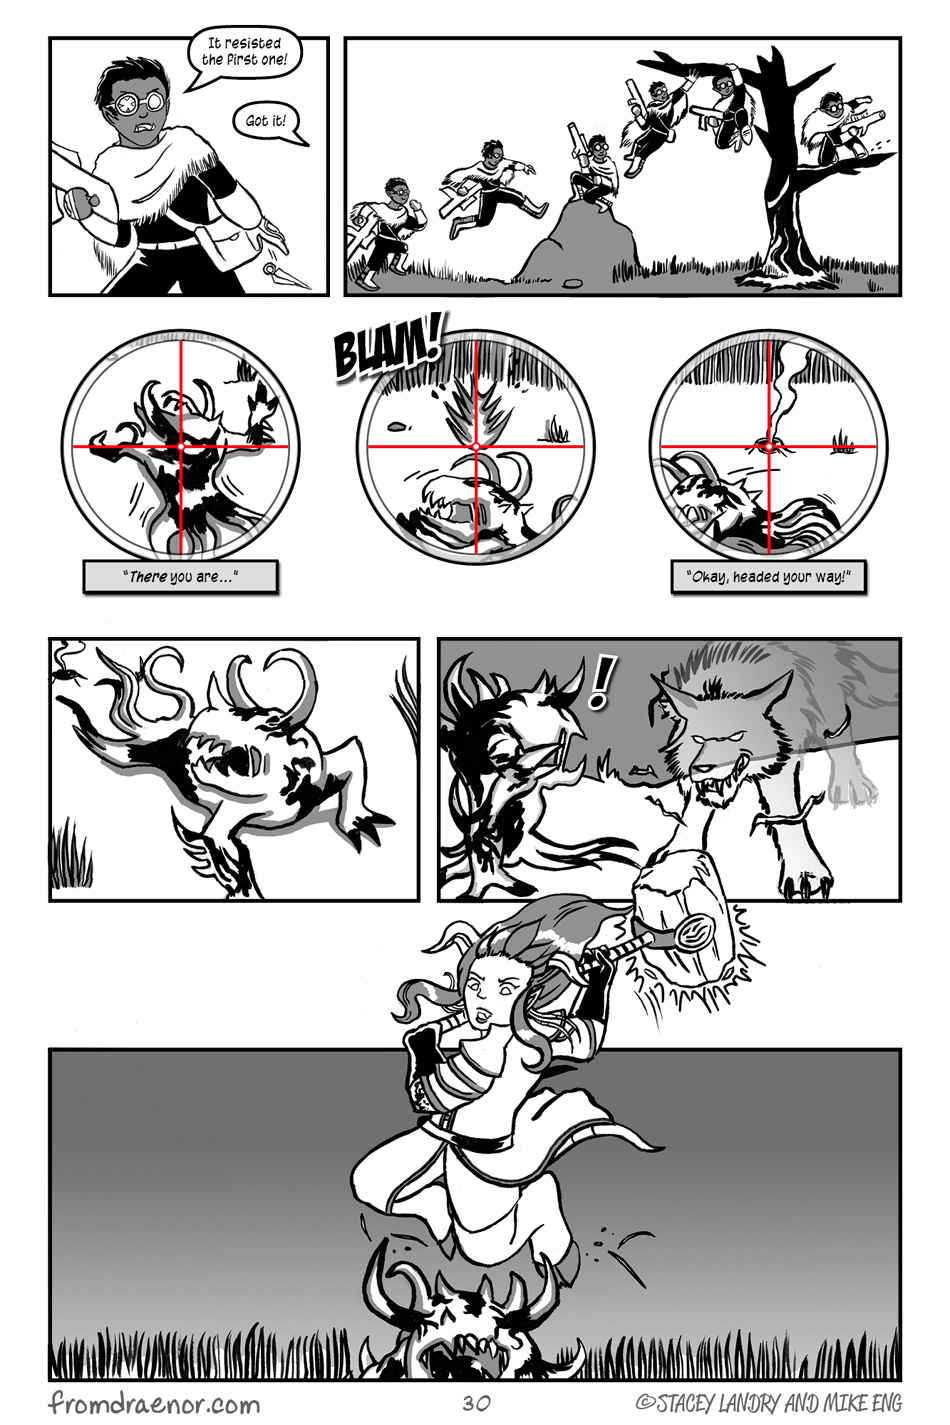 It resisted
the first one!
Got it!
BLAM!
"There you are..."
"Okay, headed your way!"
!
fromdraenor.com
30
©STACEY LANDRY AND MIKE ENG